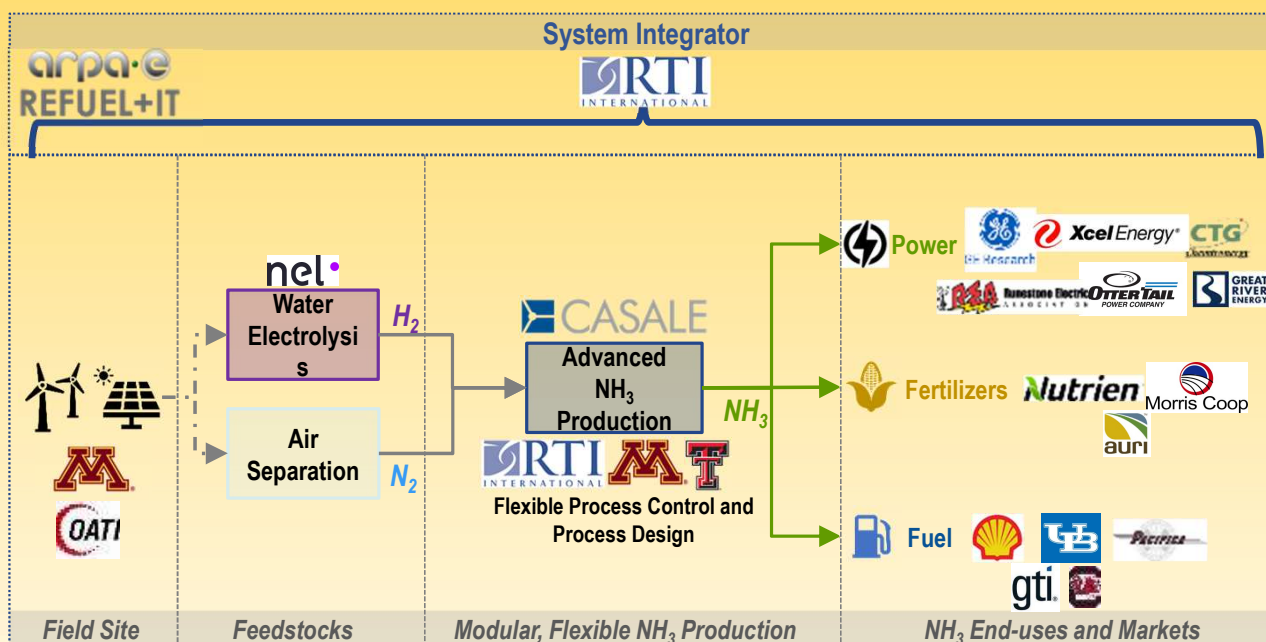 System Integrator
arpa·e
REFUEL+IT
RTI
INTERNATIONAL
nel
Water
Electrolysi
s
H2
Air
Separation
N2
CASALE
Advanced
NH3
Production
NH3
RTI
INTERNATIONAL
M
T
Flexible Process Control and
Process Design
M
OATI
Power
GE Research
Xcel Energy®
CTG
REA
Runestone Electric
ASSOCIATION
OTTER TAIL
POWER COMPANY
GREAT
RIVER
ENERGY
Fertilizers
Nutrien
Morris Coop
auri
Fuel
UB
PACIFICA
gti
Field Site
Feedstocks
Modular, Flexible NH3 Production
NH3 End-uses and Markets